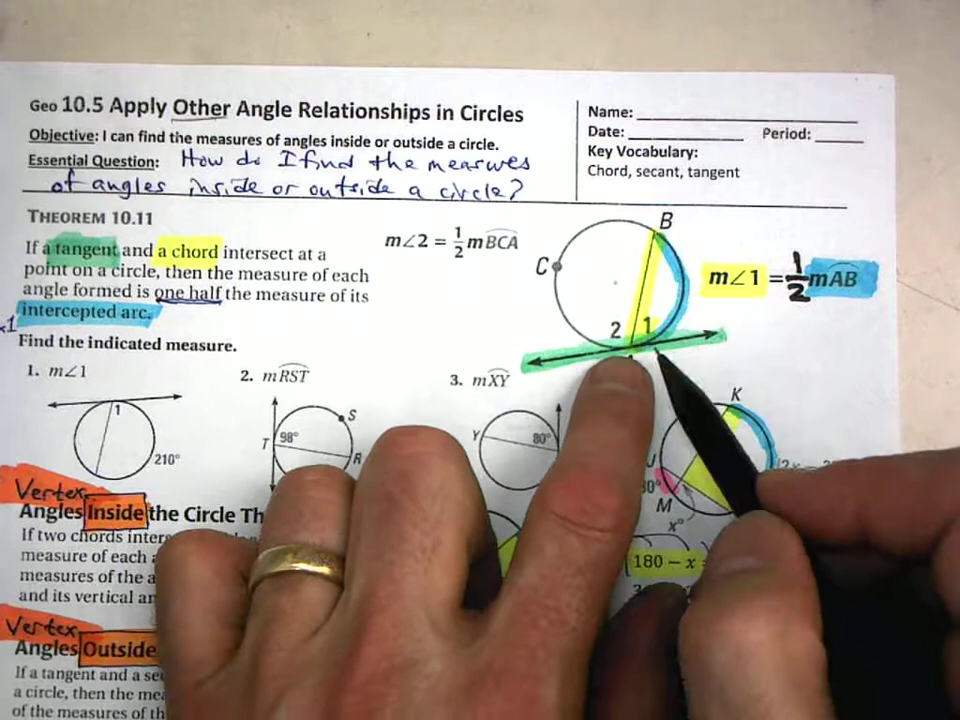 Geo 10.5 Apply Other Angle Relationships in Circles
Objective: I can find the measures of angles inside or outside a circle.
Essential Question: How do I find the measures
of angles inside or outside a circle?
Name:
Date: Period:
Key Vocabulary:
Chord, secant, tangent
THEOREM 10.11
If a tangent and a chord intersect at a
point on a circle, then the measure of each
angle formed is one half the measure of its
intercepted arc.
m∠2 = 1/2 mBCA
B
C
2 1
m∠1 = 1/2 mAB
Find the indicated measure.
1. m∠1
1
210°
2. mRST
S
T 98°
R
3. mXY
Y 80°
K
J
M
x°
180 − x
Vertex
Angles Inside the Circle
If two chords
measure of each
measures of the
and its vertical
Vertex
Angles Outside
If a tangent and a
a circle, then the
of the measures of